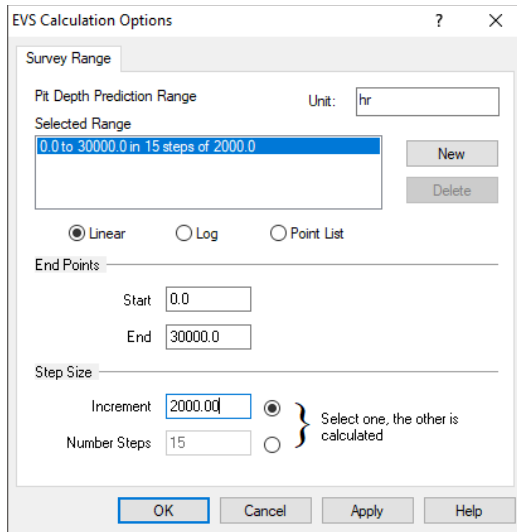 EVS Calculation Options ? X
Survey Range
Pit Depth Prediction Range Unit: hr
Selected Range
0.0 to 30000.0 in 15 steps of 2000.0
New
Delete
Linear Log Point List
End Points
Start 0.0
End 30000.0
Step Size
Increment 2000.00
Select one, the other is
calculated
Number Steps 15
OK Cancel Apply Help